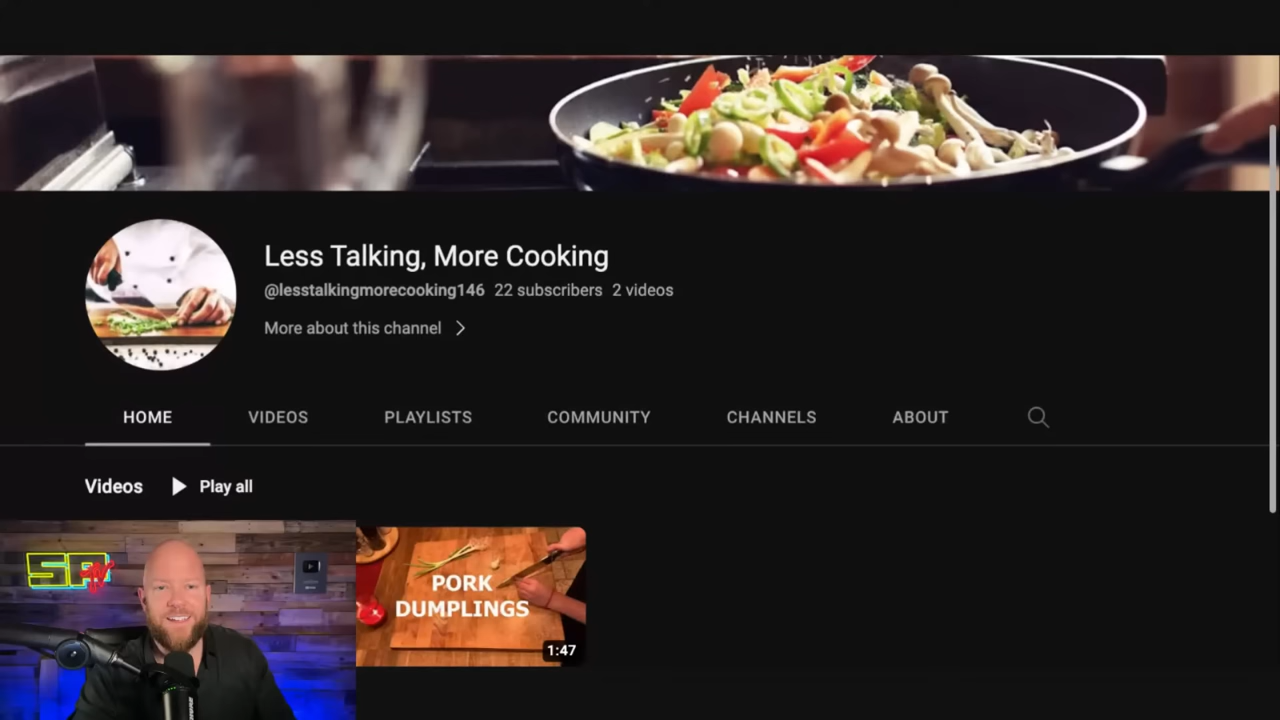 Less Talking, More Cooking
@lesstalkingmorecooking146 22 subscribers 2 videos
More about this channel
HOME VIDEOS PLAYLISTS COMMUNITY CHANNELS ABOUT
Videos Play all
SRTV
PORK
DUMPLINGS
1:47